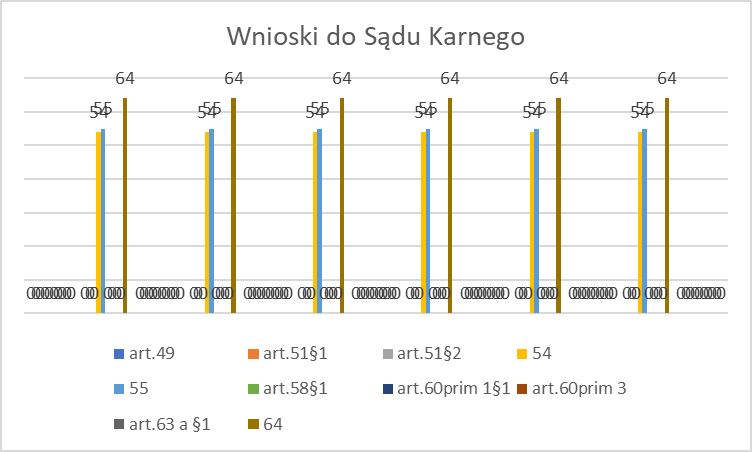 Wnioski do Sądu Karnego
64 64 64 64 64 64
54 55 54 55 54 55 54 55 54 55 54 55
art.49 art.51§1 art.51§2 54
55 art.58§1 art.60prim 1§1 art.60prim 3
art.63 a §1 64